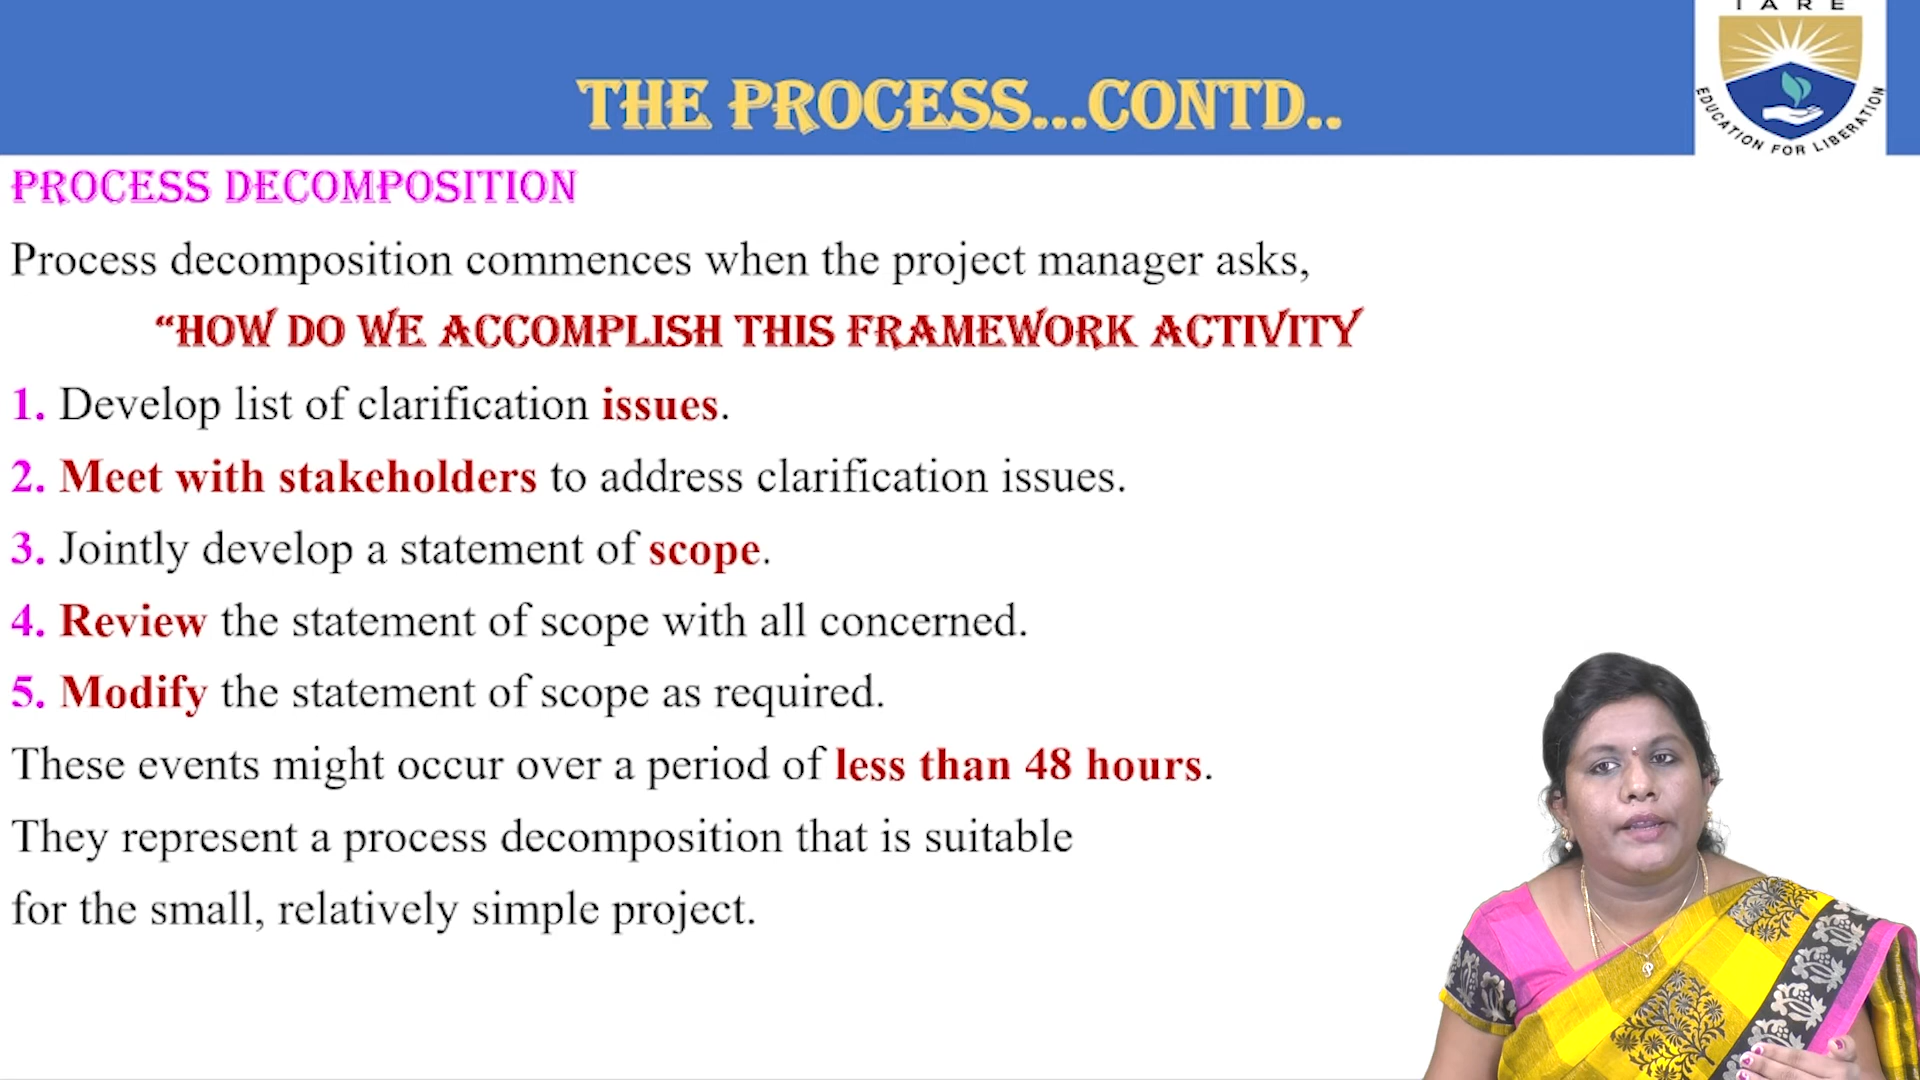 IARE
THE PROCESS...CONTD..
EDUCATION FOR LIBERATION
PROCESS DECOMPOSITION
Process decomposition commences when the project manager asks,
“HOW DO WE ACCOMPLISH THIS FRAMEWORK ACTIVITY
1. Develop list of clarification issues.
2. Meet with stakeholders to address clarification issues.
3. Jointly develop a statement of scope.
4. Review the statement of scope with all concerned.
5. Modify the statement of scope as required.
These events might occur over a period of less than 48 hours.
They represent a process decomposition that is suitable
for the small, relatively simple project.